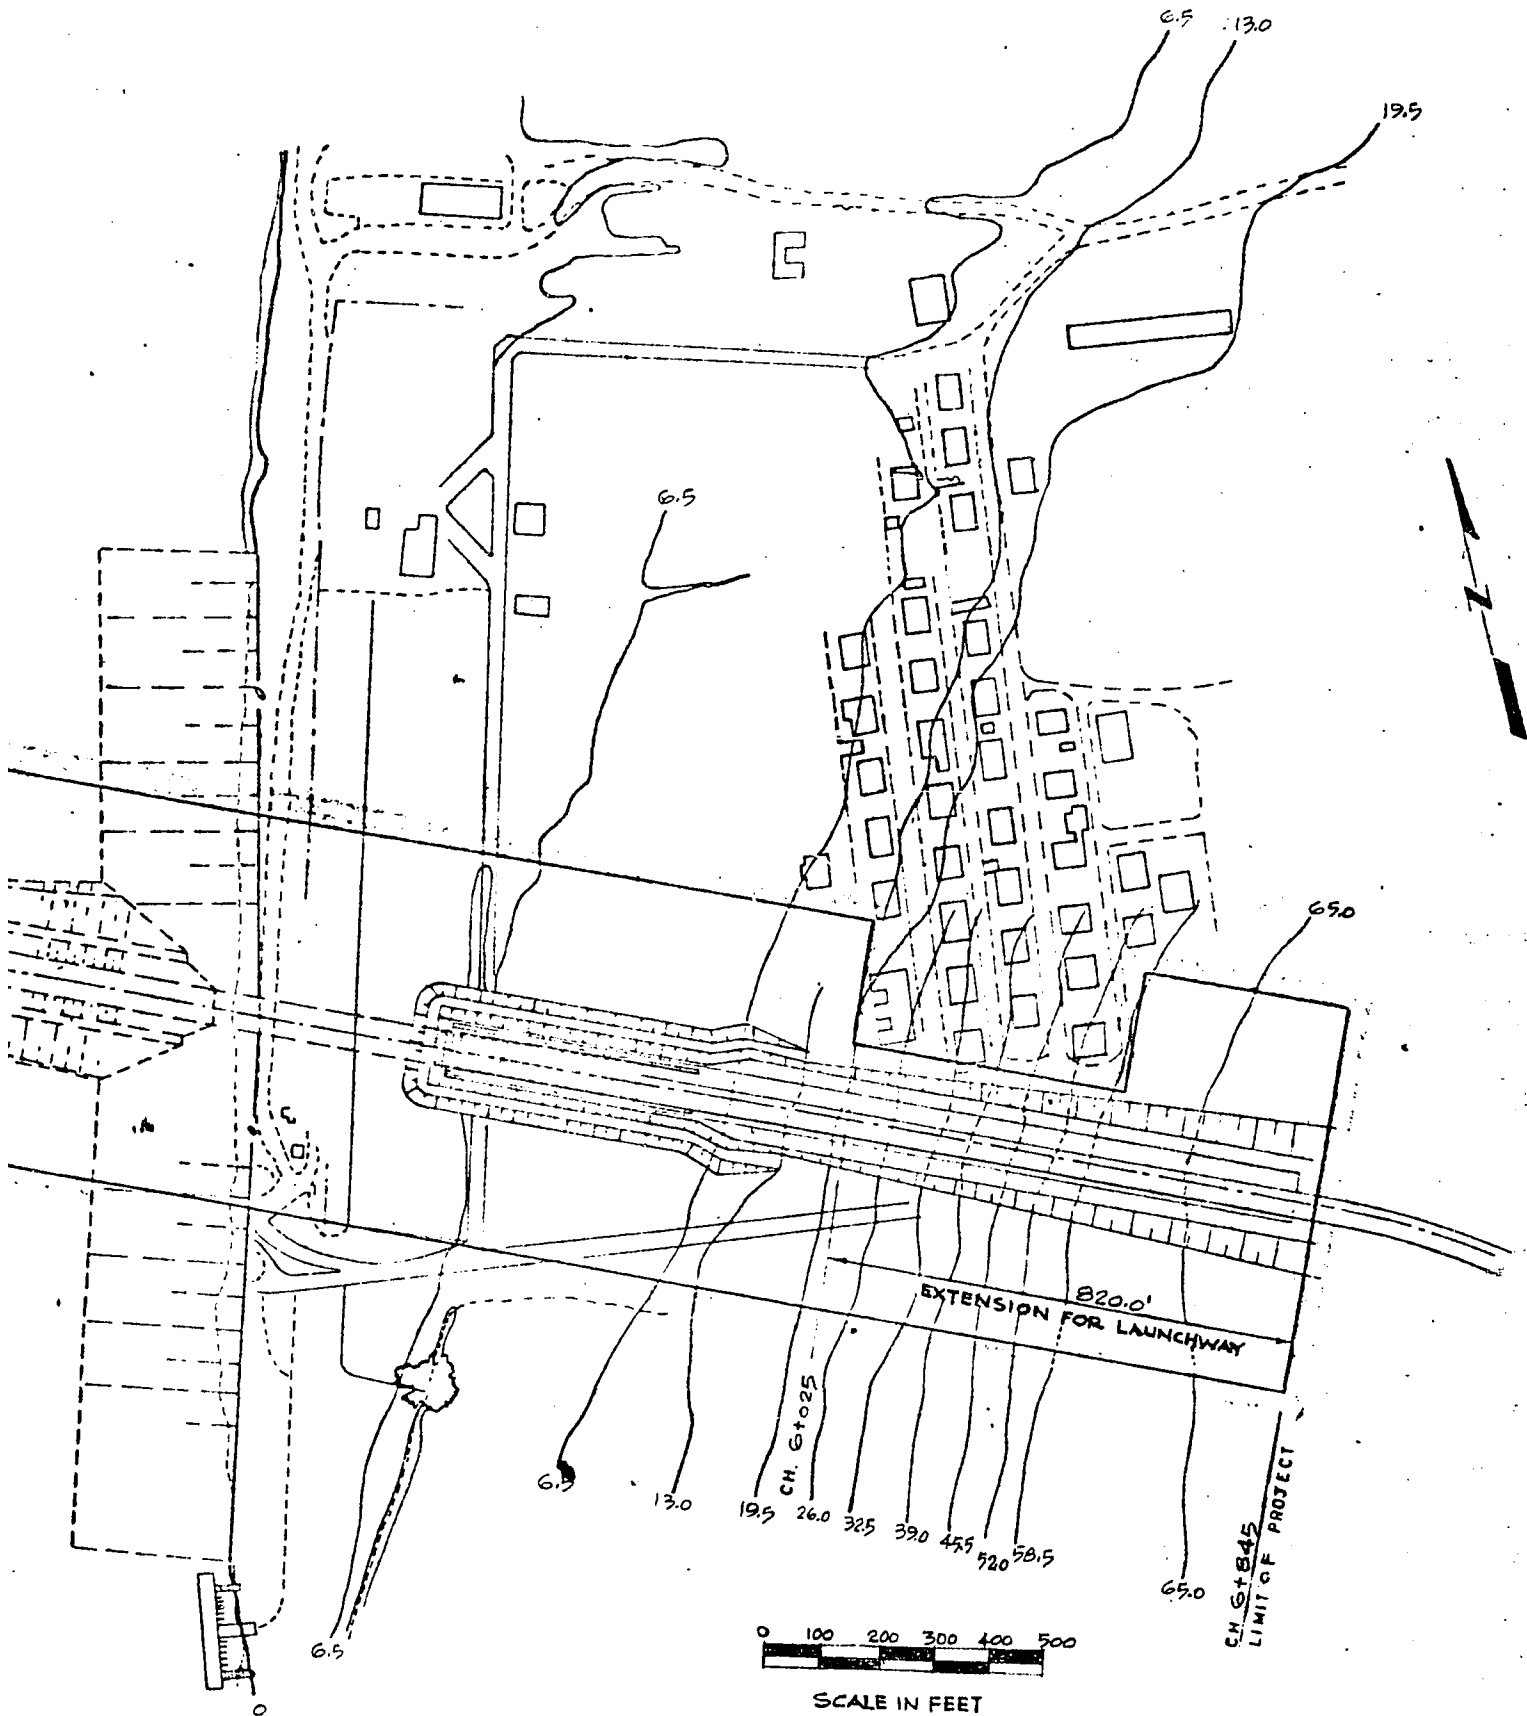 6.5
13.0
19.5
6.5
65.0
820.0'
EXTENSION FOR LAUNCHWAY
CH. 6+025
6.5
13.0
19.5
26.0
32.5
39.0
45.5
52.0
58.5
65.0
CH 6+845
LIMIT OF PROJECT
6.5
0
0 100 200 300 400 500
SCALE IN FEET
Z